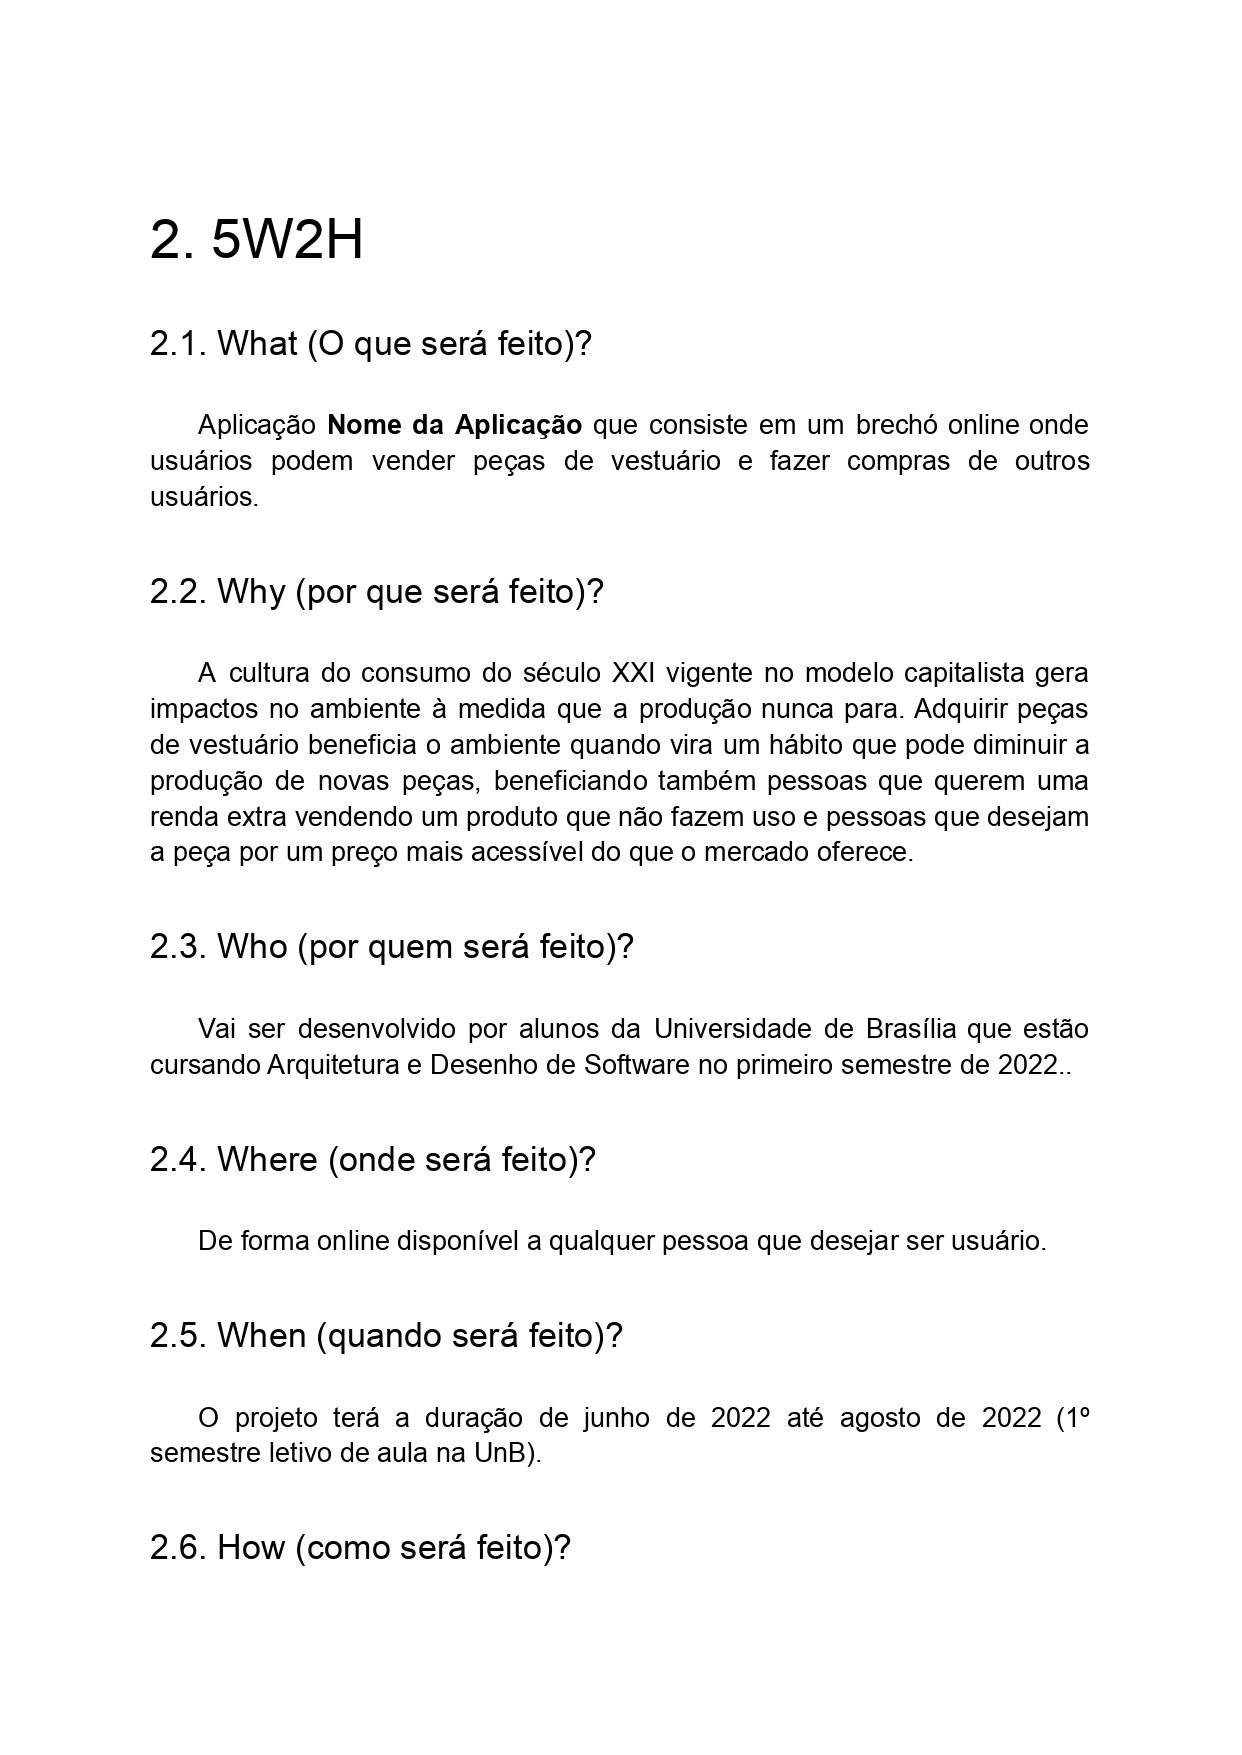 2. 5W2H
2.1. What (O que será feito)?
Aplicação Nome da Aplicação que consiste em um brechó online onde
usuários podem vender peças de vestuário e fazer compras de outros
usuários.
2.2. Why (por que será feito)?
A cultura do consumo do século XXI vigente no modelo capitalista gera
impactos no ambiente à medida que a produção nunca para. Adquirir peças
de vestuário beneficia o ambiente quando vira um hábito que pode diminuir a
produção de novas peças, beneficiando também pessoas que querem uma
renda extra vendendo um produto que não fazem uso e pessoas que desejam
a peça por um preço mais acessível do que o mercado oferece.
2.3. Who (por quem será feito)?
Vai ser desenvolvido por alunos da Universidade de Brasília que estão
cursando Arquitetura e Desenho de Software no primeiro semestre de 2022..
2.4. Where (onde será feito)?
De forma online disponível a qualquer pessoa que desejar ser usuário.
2.5. When (quando será feito)?
O projeto terá a duração de junho de 2022 até agosto de 2022 (1º
semestre letivo de aula na UnB).
2.6. How (como será feito)?